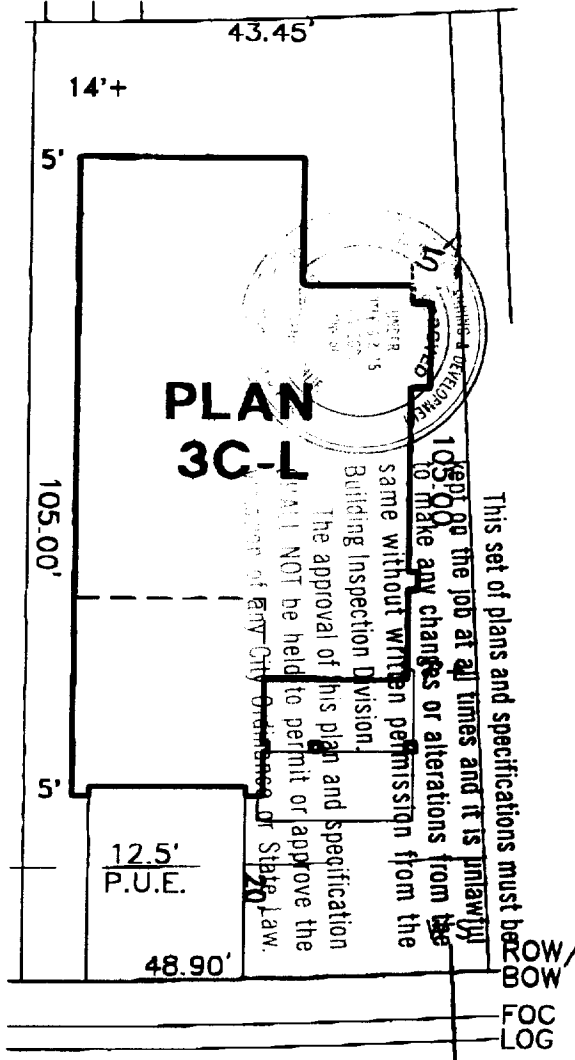 43.45'
14'+
5'
5'
PLAN
3C-L
105.00'
105.00'
This set of plans and specifications must be
kept on the job at all times and it is unlawful
to make any changes or alterations from the
same without written permission from the
Building Inspection Division.
The approval of this plan and specification
NOT be held to permit or approve the
of any City Ordinance or State Law.
UNDER
& DEVELOPMENT
5'
12.5'
P.U.E.
20'
48.90'
ROW/
BOW
FOC
LOG